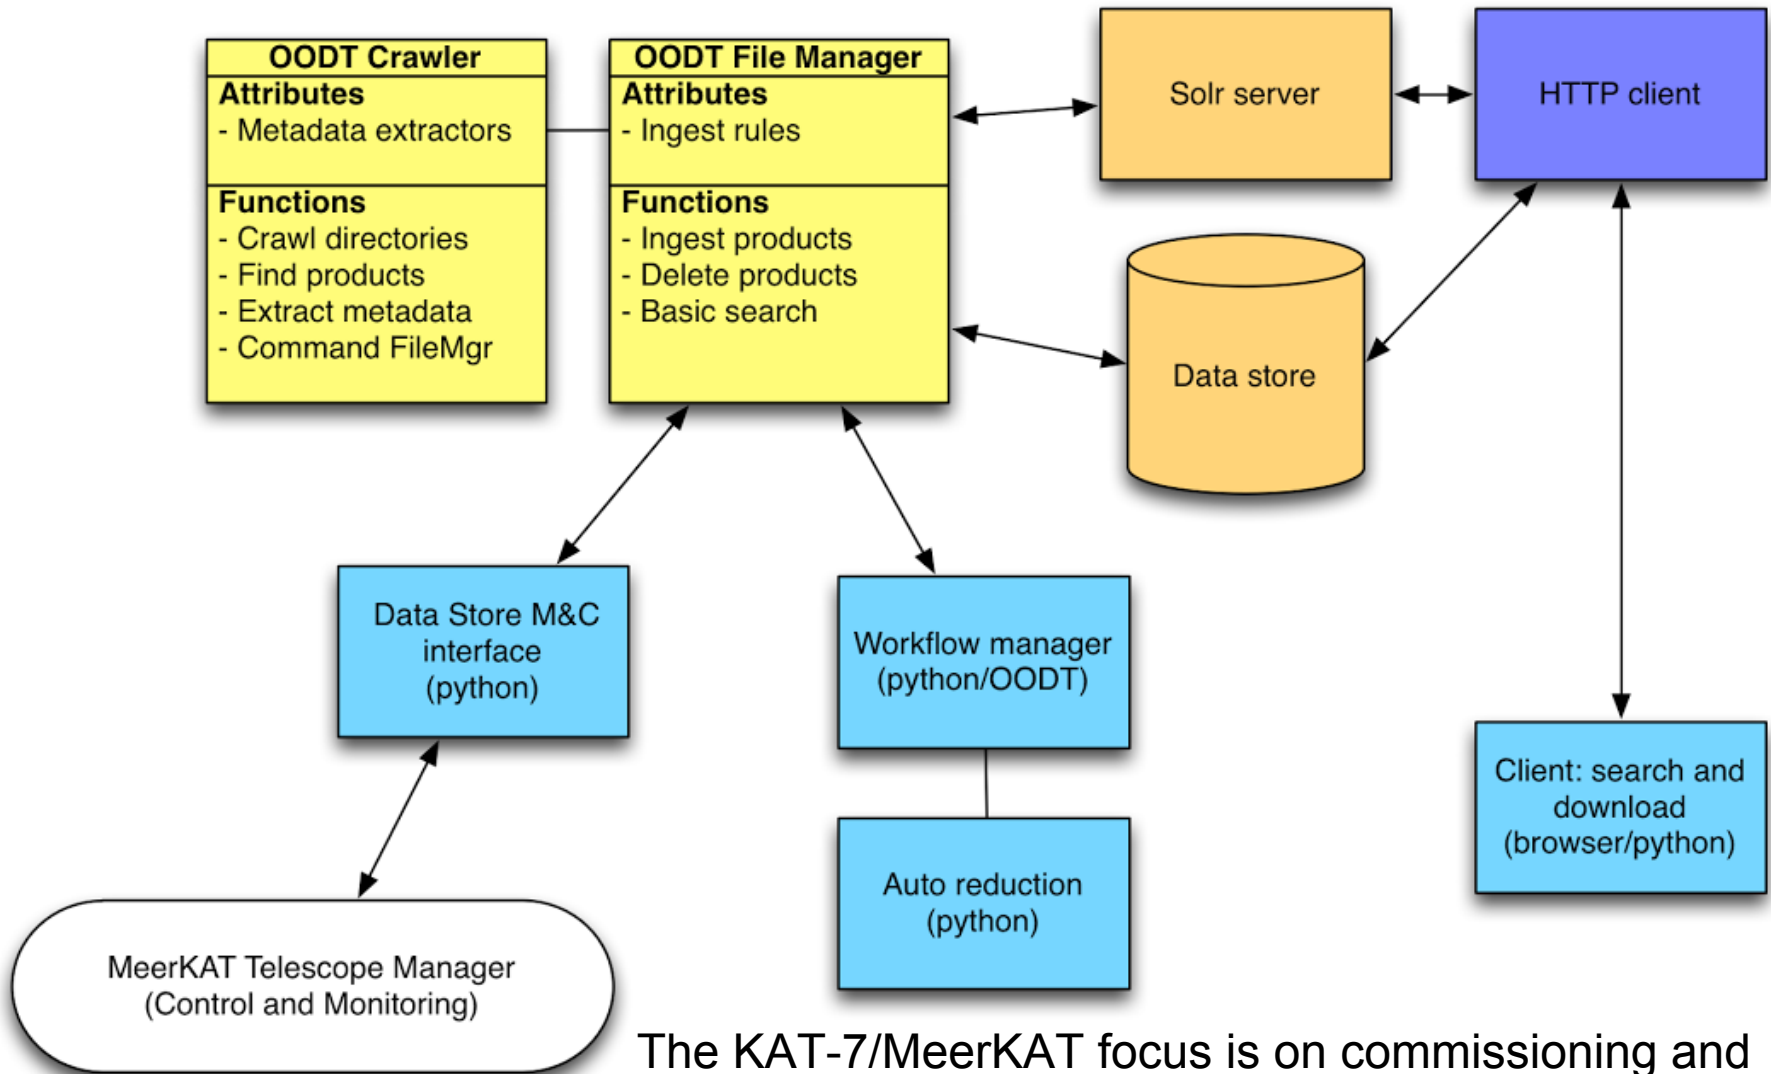 OODT Crawler
Attributes
- Metadata extractors
Functions
- Crawl directories
- Find products
- Extract metadata
- Command FileMgr
OODT File Manager
Attributes
- Ingest rules
Functions
- Ingest products
- Delete products
- Basic search
Solr server
HTTP client
Data store
Data Store M&C
interface
(python)
Workflow manager
(python/OODT)
Client: search and
download
(browser/python)
Auto reduction
(python)
MeerKAT Telescope Manager
(Control and Monitoring)
The KAT-7/MeerKAT focus is on commissioning and